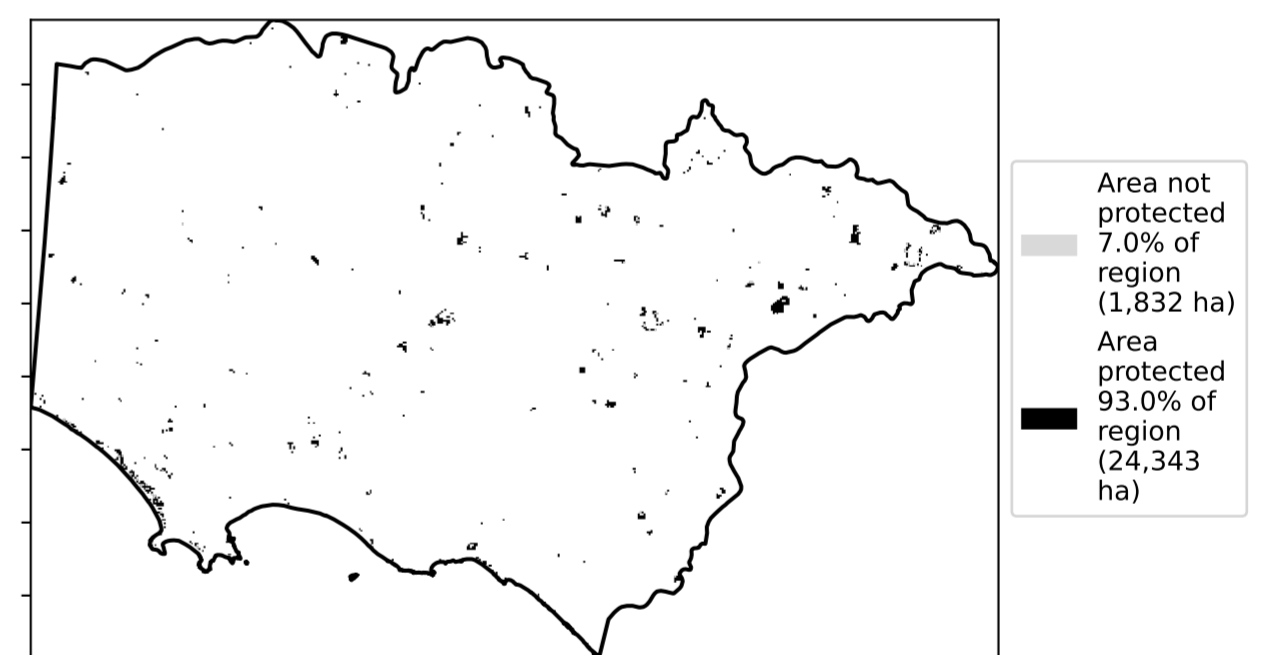 Area not
protected
7.0% of
region
(1,832 ha)
Area
protected
93.0% of
region
(24,343
ha)